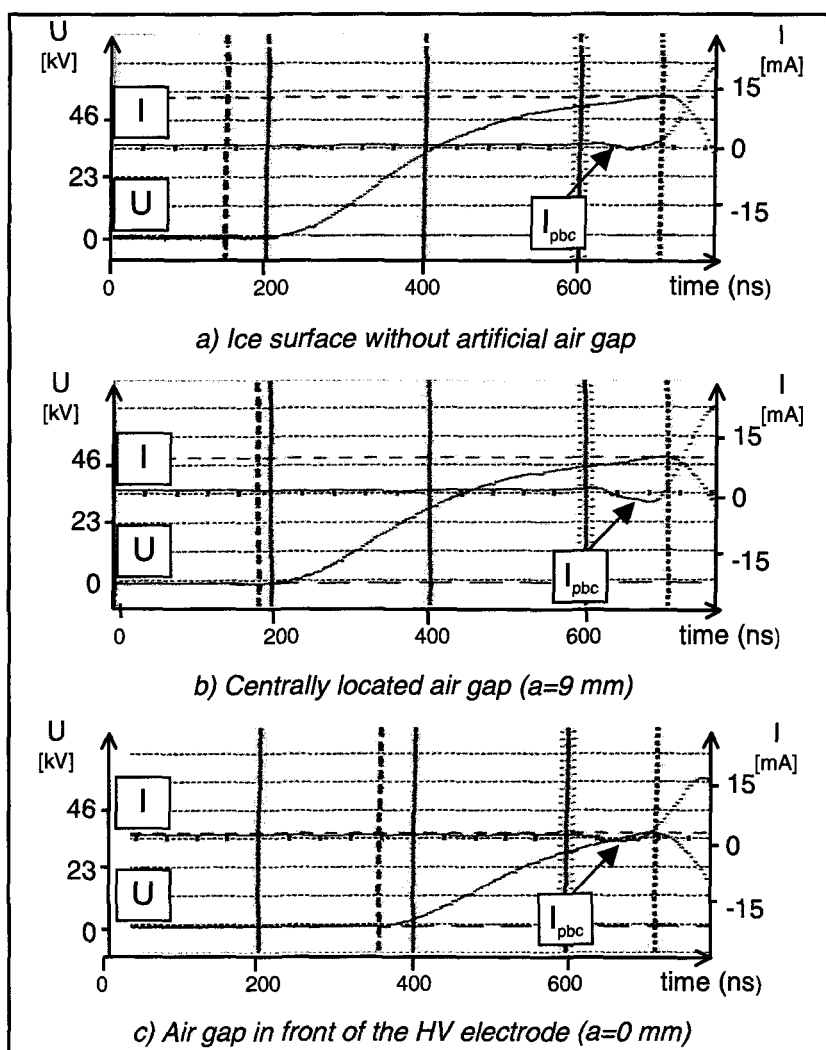 U
[kV]
I
[mA]
I
46
23
U
0
15
0
-15
I_pbc
0
200
400
600
time (ns)
a) Ice surface without artificial air gap
U
[kV]
I
[mA]
I
46
23
U
0
15
0
-15
I_pbc
0
200
400
600
time (ns)
b) Centrally located air gap (a=9 mm)
U
[kV]
I
[mA]
I
46
23
U
0
15
0
-15
I_pbc
0
200
400
600
time (ns)
c) Air gap in front of the HV electrode (a=0 mm)